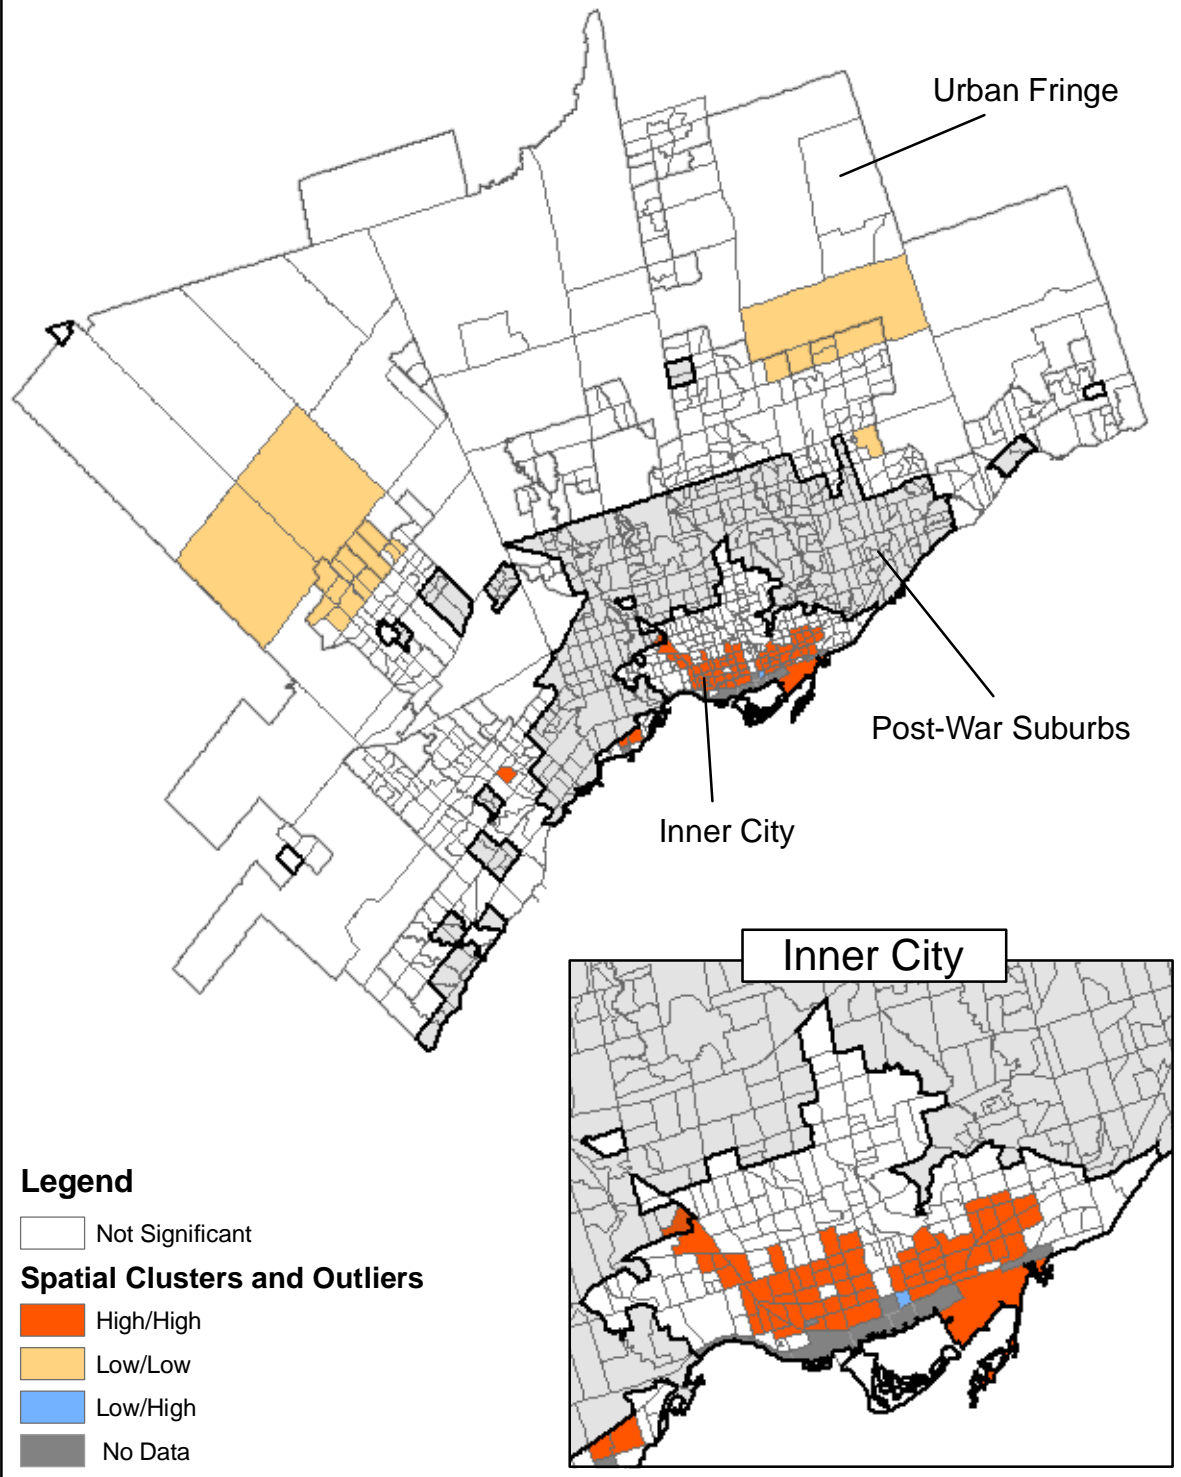 Urban Fringe
Post-War Suburbs
Inner City
Inner City
Legend
Not Significant
Spatial Clusters and Outliers
High/High
Low/Low
Low/High
No Data